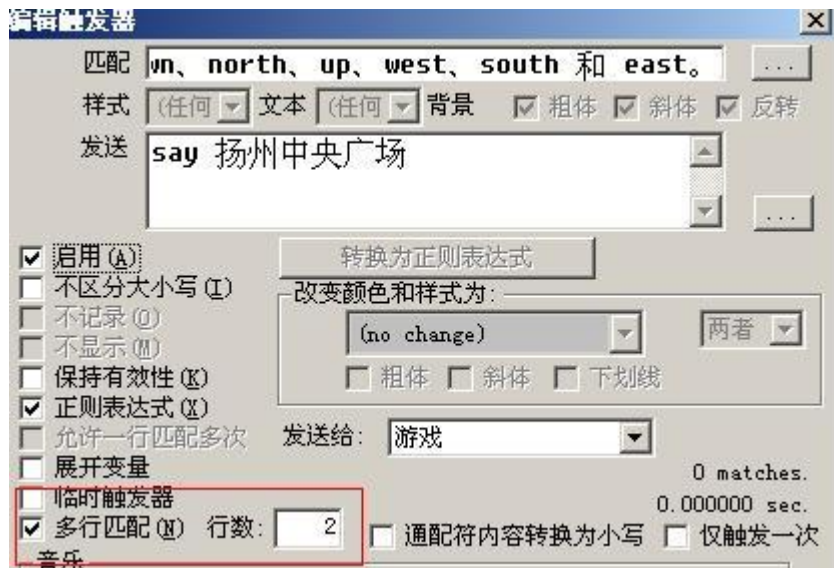 编辑触发器
匹配 wn、north、up、west、south 和 east。 ...
样式 (任何 文本 (任何 背景 粗体 斜体 反转
发送 say 扬州中央广场
...
启用(A) 转换为正则表达式
不区分大小写(I) 改变颜色和样式为:
不记录(O) (no change) 两者
不显示(M)
保持有效性(K) 粗体 斜体 下划线
正则表达式(X)
允许一行匹配多次 发送给: 游戏
展开变量 0 matches.
临时触发器 0.000000 sec.
多行匹配(N) 行数: 2 通配符内容转换为小写 仅触发一次
音乐